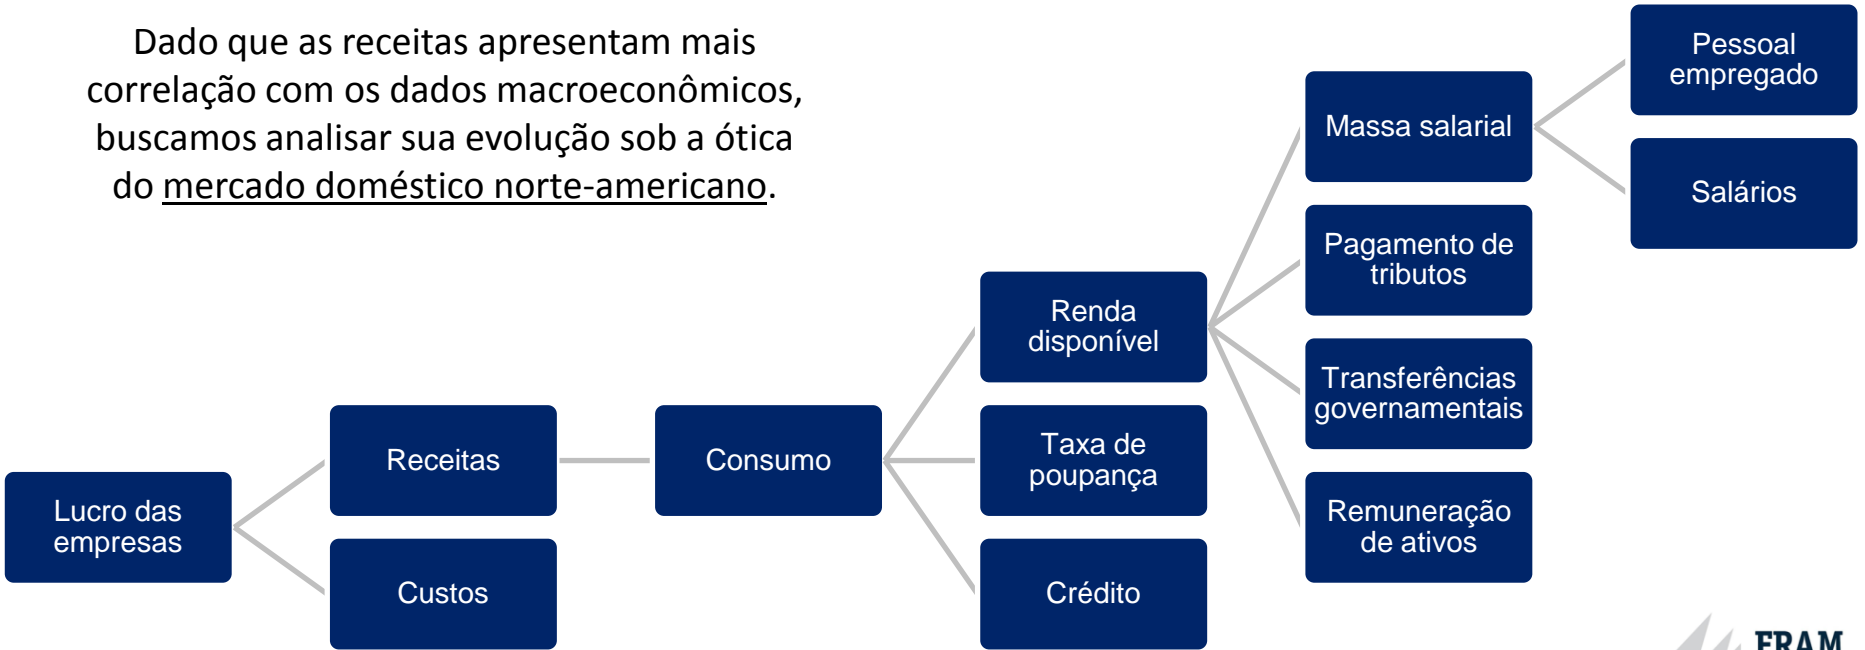 Dado que as receitas apresentam mais
correlação com os dados macroeconômicos,
buscamos analisar sua evolução sob a ótica
do mercado doméstico norte-americano.
Lucro das
empresas
Receitas
Custos
Consumo
Renda
disponível
Taxa de
poupança
Crédito
Massa salarial
Pagamento de
tributos
Transferências
governamentais
Remuneração
de ativos
Pessoal
empregado
Salários
FRAM